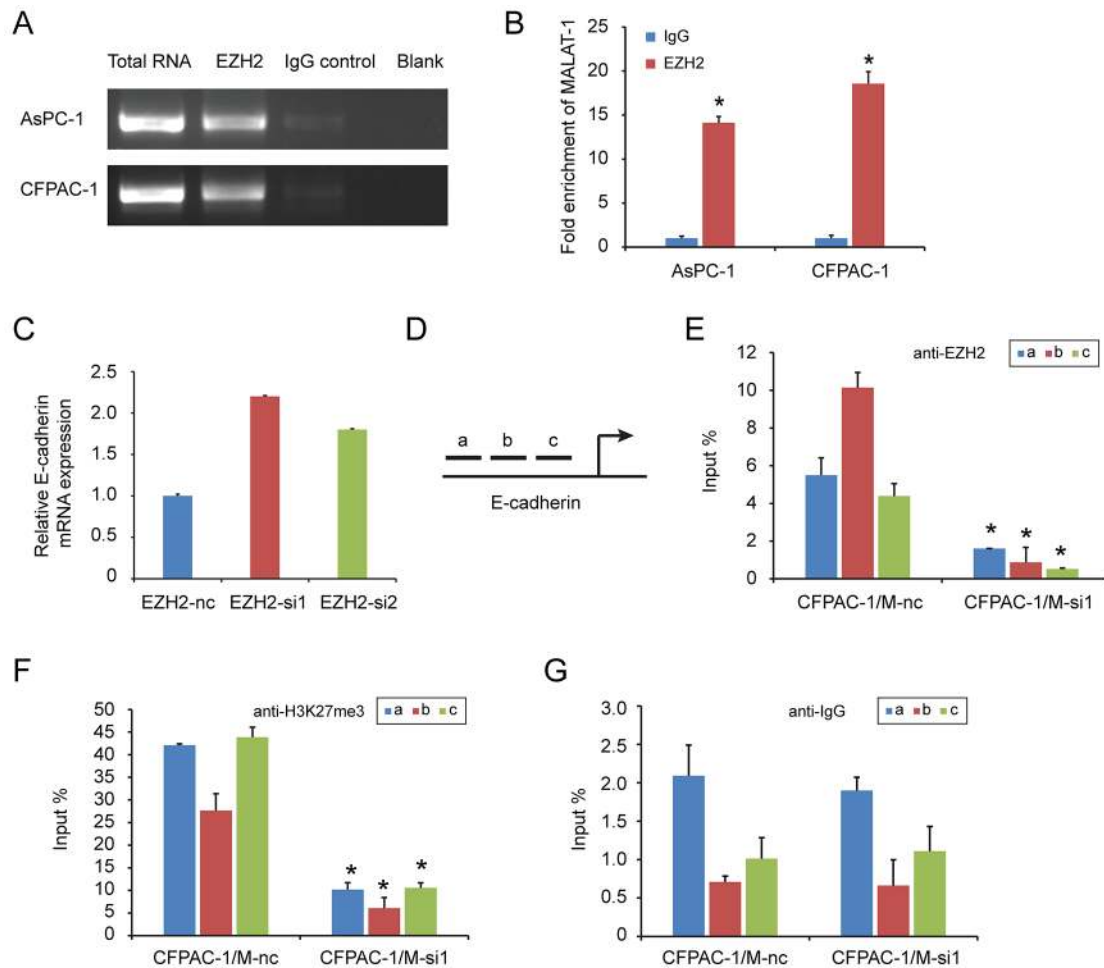 A
Total RNA EZH2 IgG control Blank
AsPC-1
CFPAC-1
B
Fold enrichment of MALAT-1
25
20
15
10
5
0
IgG
EZH2
*
*
AsPC-1 CFPAC-1
C
Relative E-cadherin
mRNA expression
2.5
2.0
1.5
1.0
0.5
0
EZH2-nc EZH2-si1 EZH2-si2
D
a b c
E-cadherin
E
anti-EZH2 a b c
Input %
12
10
8
6
4
2
0
* * *
CFPAC-1/M-nc CFPAC-1/M-si1
F
anti-H3K27me3 a b c
Input %
50
45
40
35
30
25
20
15
10
5
0
* * *
CFPAC-1/M-nc CFPAC-1/M-si1
G
anti-IgG a b c
Input %
3.0
2.5
2.0
1.5
1.0
0.5
0
CFPAC-1/M-nc CFPAC-1/M-si1